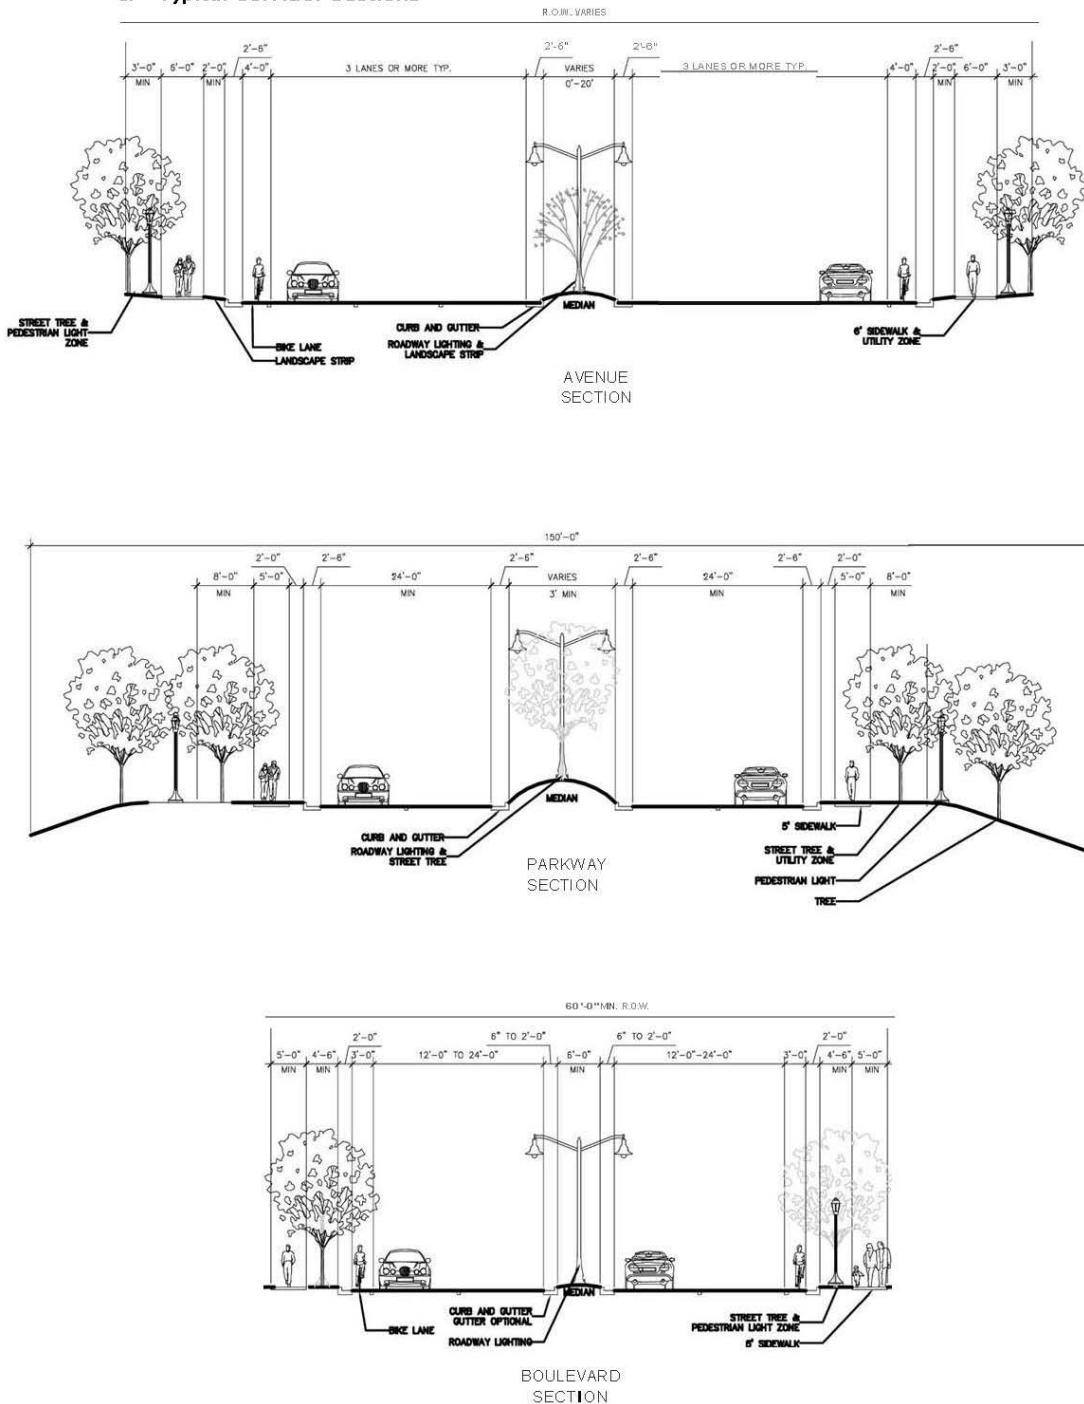 R.O.W. VARIES
2'-6" 2'-6" 2'-6" 2'-6"
3'-0" 6'-0" 2'-0" 4'-0" 3 LANES OR MORE TYP. VARIES 3 LANES OR MORE TYP. 4'-0" 2'-0" 6'-0" 3'-0"
MIN MIN 0'-20' MIN MIN
STREET TREE &
PEDESTRIAN LIGHT
ZONE
BIKE LANE
LANDSCAPE STRIP
CURB AND GUTTER
ROADWAY LIGHTING &
LANDSCAPE STRIP
MEDIAN
6' SIDEWALK &
UTILITY ZONE
AVENUE
SECTION
150'-0"
2'-0" 2'-6" 2'-6" 2'-6" 2'-6" 2'-0"
8'-0" 5'-0" 24'-0" VARIES 24'-0" 5'-0" 8'-0"
MIN MIN 3' MIN MIN MIN
MEDIAN
CURB AND GUTTER
ROADWAY LIGHTING &
STREET TREE
5' SIDEWALK
STREET TREE &
UTILITY ZONE
PEDESTRIAN LIGHT
TREE
PARKWAY
SECTION
60'-0" MIN. R.O.W.
2'-0" 6" TO 2'-0" 6" TO 2'-0" 2'-0"
5'-0" 4'-6" 3'-0" 12'-0" TO 24'-0" 6'-0" 12'-0"-24'-0" 3'-0" 4'-6" 5'-0"
MIN MIN MIN MIN MIN
MEDIAN
BIKE LANE
CURB AND GUTTER
GUTTER OPTIONAL
ROADWAY LIGHTING
STREET TREE &
PEDESTRIAN LIGHT ZONE
5' SIDEWALK
BOULEVARD
SECTION